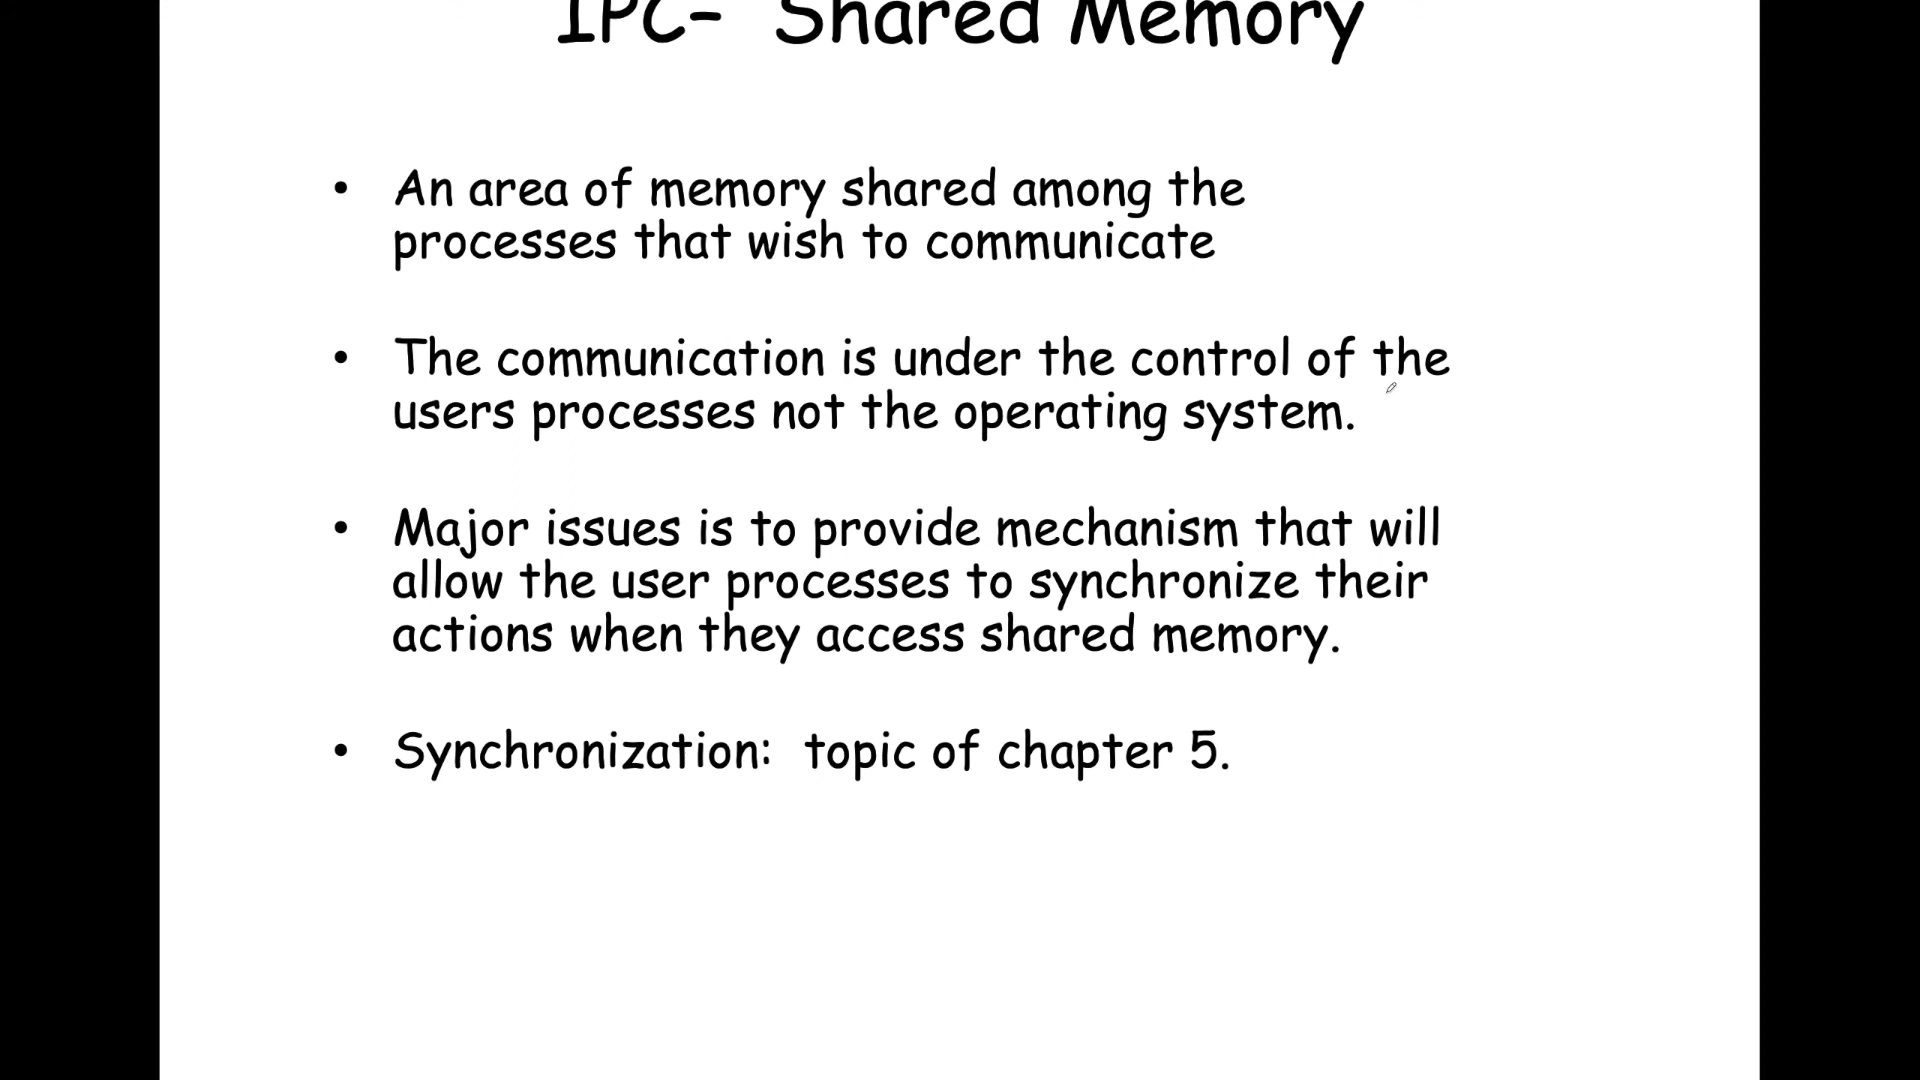 IPC– Shared Memory
• An area of memory shared among the
processes that wish to communicate
• The communication is under the control of the
users processes not the operating system.
• Major issues is to provide mechanism that will
allow the user processes to synchronize their
actions when they access shared memory.
• Synchronization: topic of chapter 5.